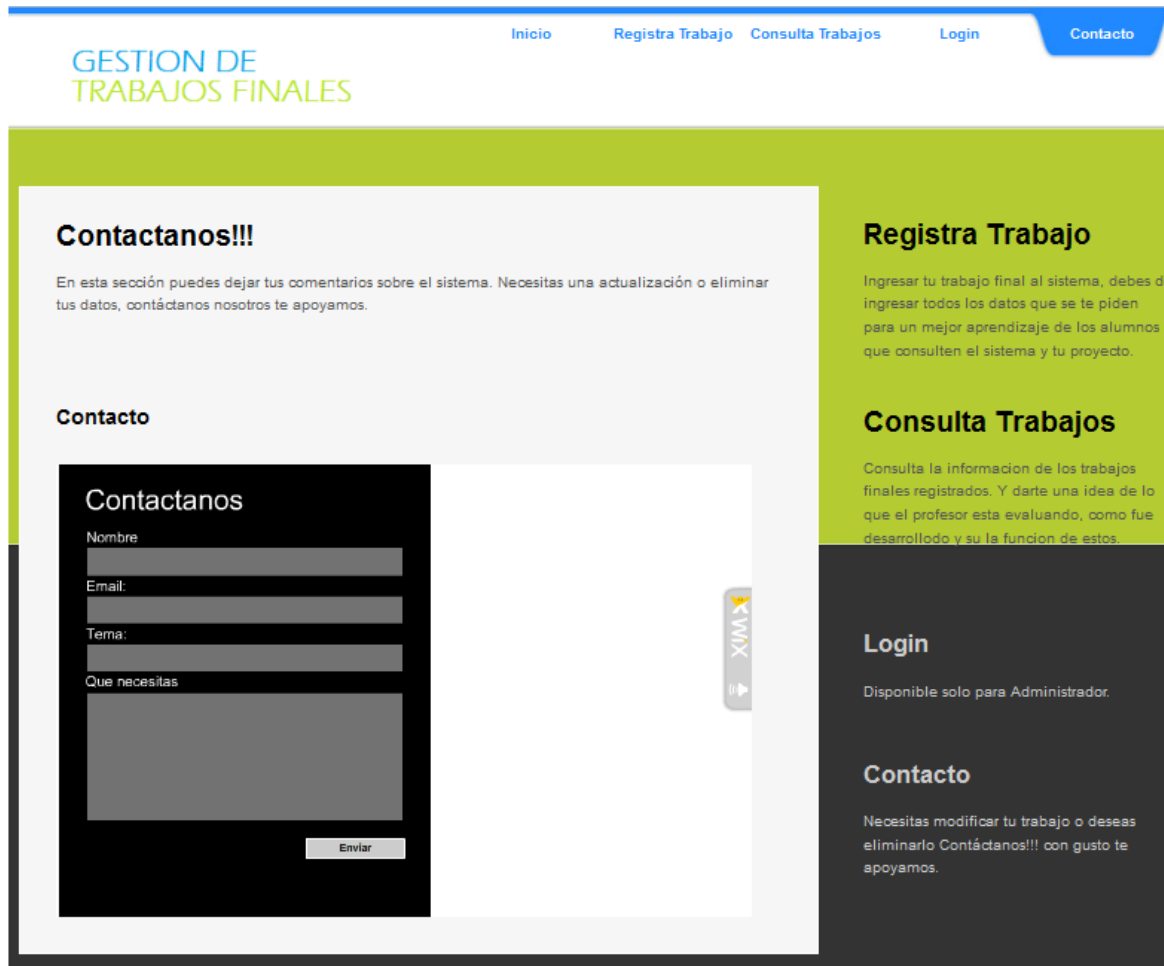 Inicio
Registra Trabajo
Consulta Trabajos
Login
Contacto
GESTION DE
TRABAJOS FINALES
Contactanos!!!
En esta sección puedes dejar tus comentarios sobre el sistema. Necesitas una actualización o eliminar
tus datos, contáctanos nosotros te apoyamos.
Contacto
Contactanos
Nombre
Email:
Tema:
Que necesitas
Enviar
WiX
Registra Trabajo
Ingresar tu trabajo final al sistema, debes d
ingresar todos los datos que se te piden
para un mejor aprendizaje de los alumnos
que consulten el sistema y tu proyecto.
Consulta Trabajos
Consulta la informacion de los trabajos
finales registrados. Y darte una idea de lo
que el profesor esta evaluando, como fue
desarrollodo y su la funcion de estos.
Login
Disponible solo para Administrador.
Contacto
Necesitas modificar tu trabajo o deseas
eliminarlo Contáctanos!!! con gusto te
apoyamos.